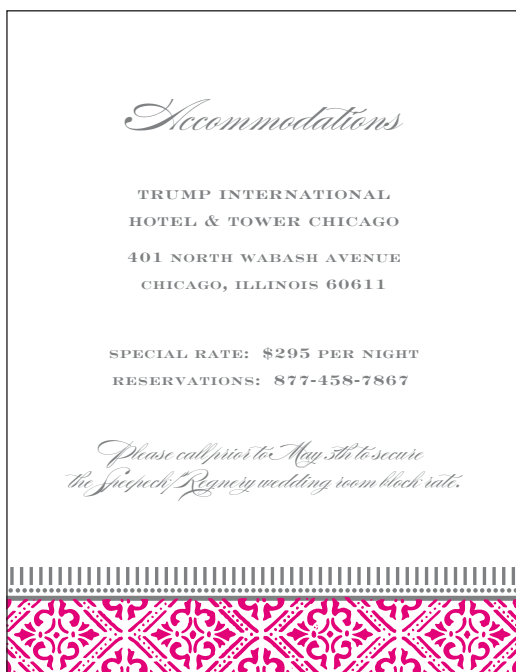 Accommodations
TRUMP INTERNATIONAL
HOTEL & TOWER CHICAGO
401 NORTH WABASH AVENUE
CHICAGO, ILLINOIS 60611
SPECIAL RATE: $295 PER NIGHT
RESERVATIONS: 877-458-7867
Please call prior to May 5th to secure
the Speepeck/Regnery wedding room block rate.